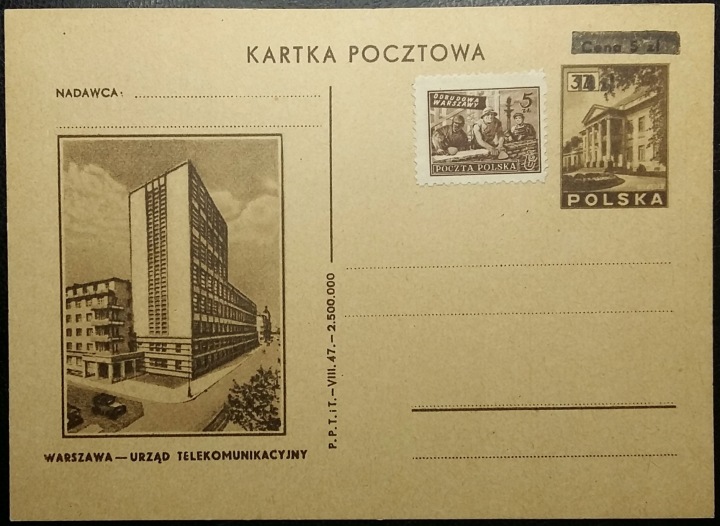 KARTKA POCZTOWA
Cena 5 zł
NADAWCA:
ODBUDOWA
WARSZAWY
5
ZŁ
POCZTA POLSKA
POLSKA
P. P. T. i T. – VIII. 47. – 2.500.000
WARSZAWA — URZĄD TELEKOMUNIKACYJNY